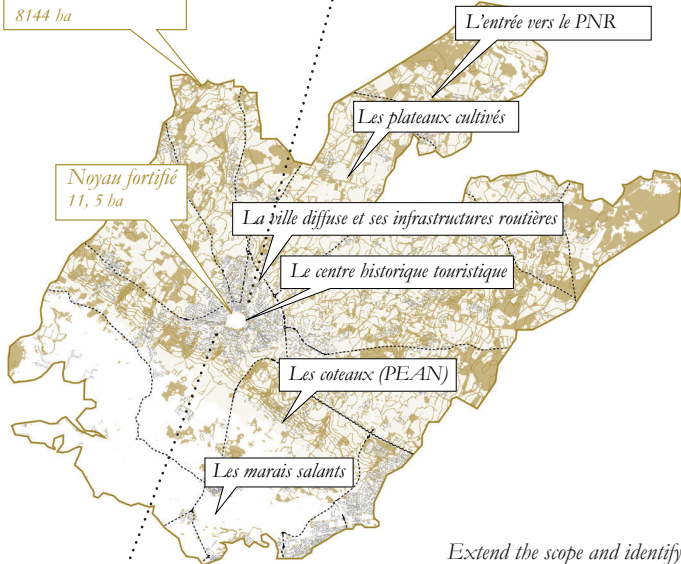 8144 ha
L'entrée vers le PNR
Les plateaux cultivés
Noyau fortifié
11, 5 ha
La ville diffuse et ses infrastructures routières
Le centre historique touristique
Les coteaux (PEAN)
Les marais salants
Extend the scope and identify